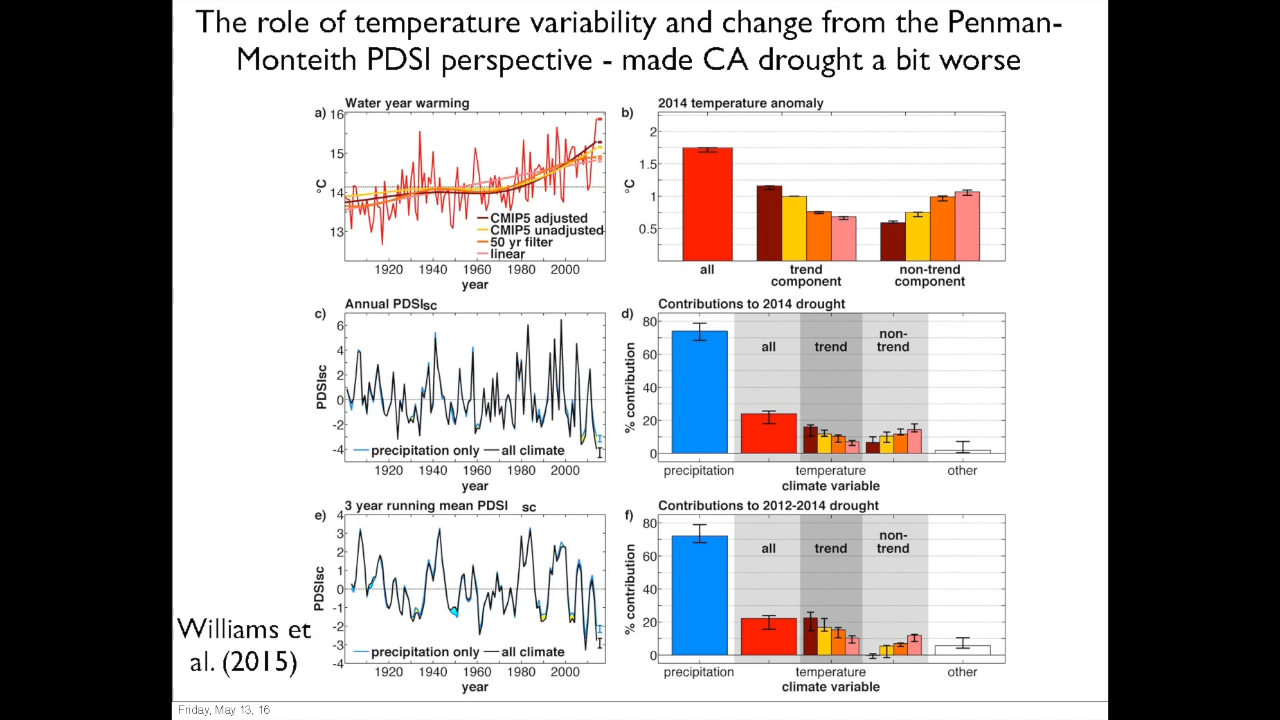 The role of temperature variability and change from the Penman-
Monteith PDSI perspective - made CA drought a bit worse
a) Water year warming
16
15
14
13
°C
CMIP5 adjusted
CMIP5 unadjusted
50 yr filter
linear
1920 1940 1960 1980 2000
year
b) 2014 temperature anomaly
2
1.5
1
0.5
°C
all
trend
component
non-trend
component
c) Annual PDSIsc
6
4
2
0
-2
-4
PDSIsc
precipitation only
all climate
1920 1940 1960 1980 2000
year
d) Contributions to 2014 drought
80
60
40
20
0
% contribution
all
trend
non-
trend
precipitation
temperature
other
climate variable
e) 3 year running mean PDSI sc
4
3
2
1
0
-1
-2
-3
-4
PDSIsc
precipitation only
all climate
1920 1940 1960 1980 2000
year
f) Contributions to 2012-2014 drought
80
60
40
20
0
% contribution
all
trend
non-
trend
precipitation
temperature
other
climate variable
Williams et
al. (2015)
Friday, May 13, 16